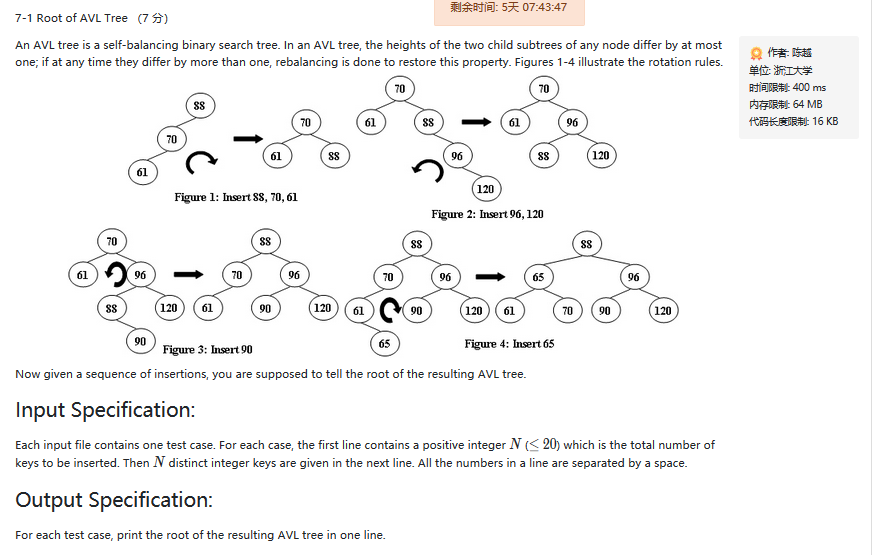 剩余时间: 5天 07:43:47
7-1 Root of AVL Tree (7 分)
An AVL tree is a self-balancing binary search tree. In an AVL tree, the heights of the two child subtrees of any node differ by at most
one; if at any time they differ by more than one, rebalancing is done to restore this property. Figures 1-4 illustrate the rotation rules.
作者: 陈越
单位: 浙江大学
时间限制: 400 ms
内存限制: 64 MB
代码长度限制: 16 KB
88
70
61
70
61
88
Figure 1: Insert 88, 70, 61
70
61
88
96
120
70
61
96
88
120
Figure 2: Insert 96, 120
70
61
96
88
120
90
88
70
96
61
90
120
Figure 3: Insert 90
88
70
96
61
90
120
65
88
65
96
61
70
90
120
Figure 4: Insert 65
Now given a sequence of insertions, you are supposed to tell the root of the resulting AVL tree.
Input Specification:
Each input file contains one test case. For each case, the first line contains a positive integer N (≤ 20) which is the total number of
keys to be inserted. Then N distinct integer keys are given in the next line. All the numbers in a line are separated by a space.
Output Specification:
For each test case, print the root of the resulting AVL tree in one line.